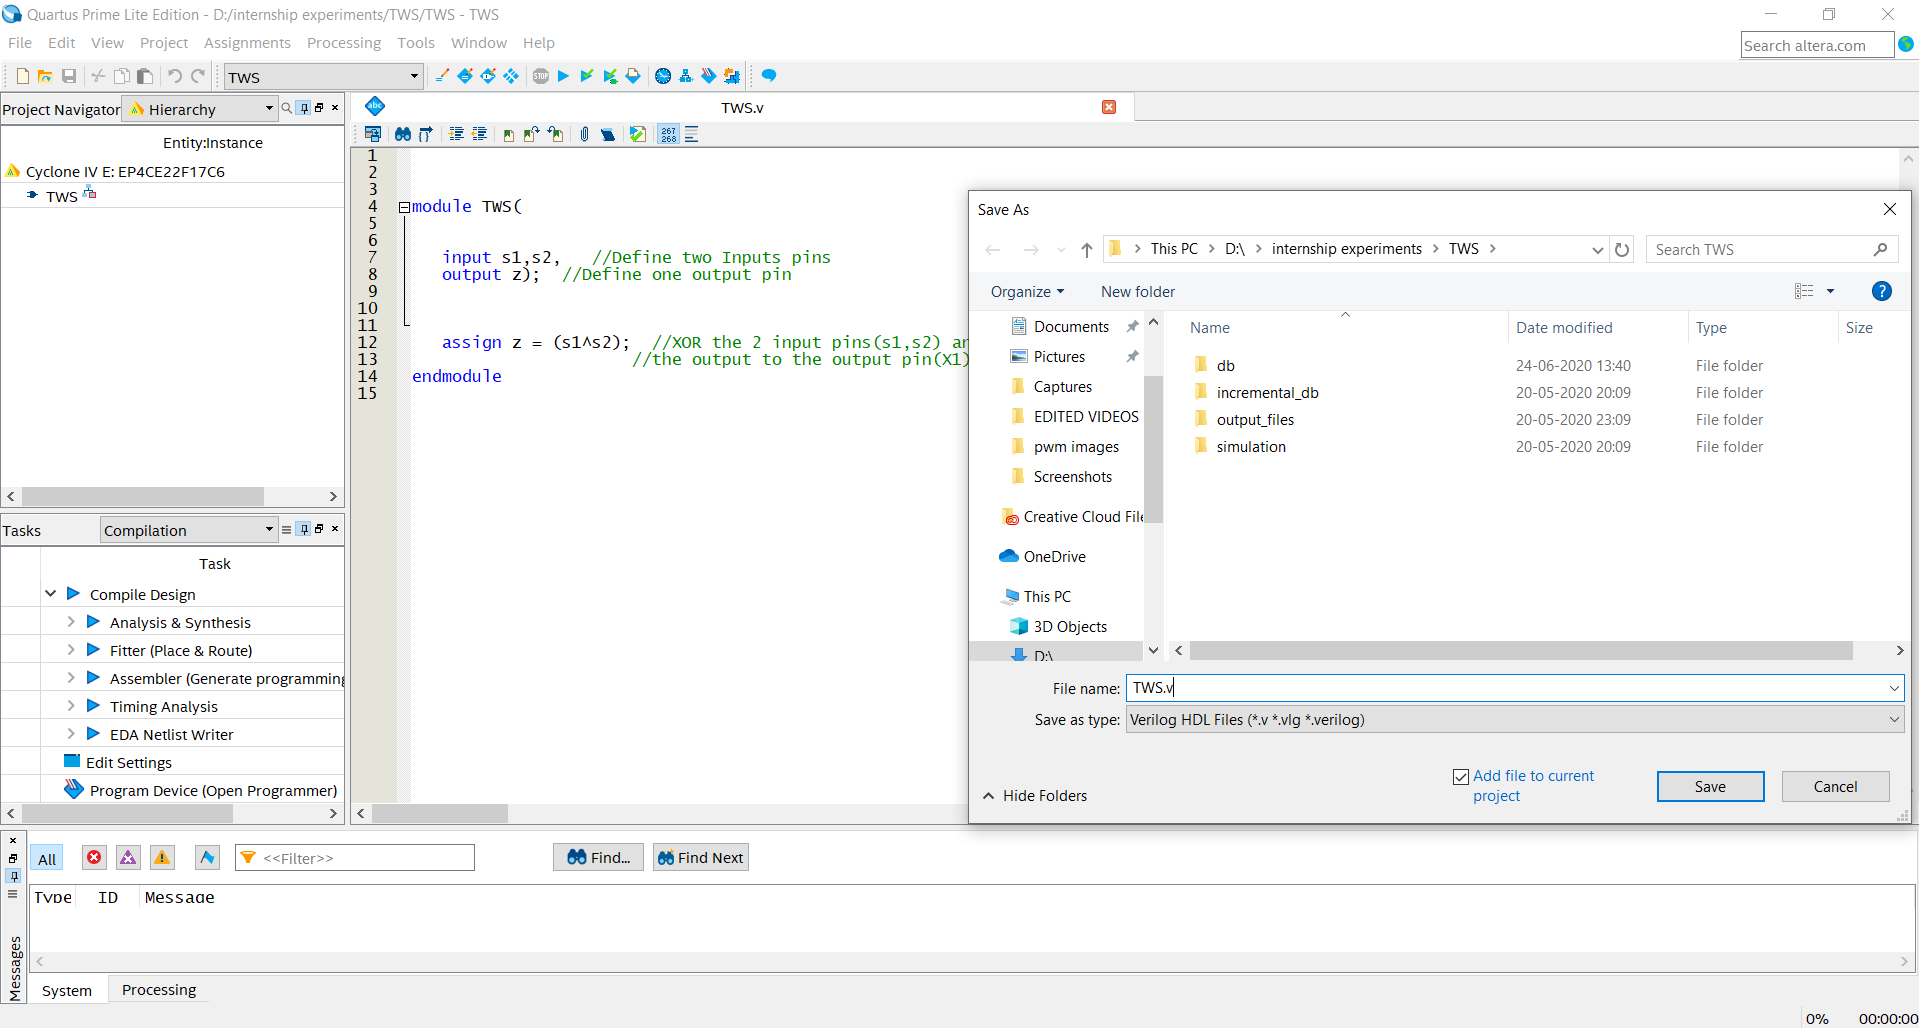 Quartus Prime Lite Edition - D:/internship experiments/TWS/TWS - TWS
File Edit View Project Assignments Processing Tools Window Help
Search altera.com
TWS
Project Navigator Hierarchy
Entity:Instance
Cyclone IV E: EP4CE22F17C6
TWS
Tasks Compilation
Task
Compile Design
Analysis & Synthesis
Fitter (Place & Route)
Assembler (Generate programming
Timing Analysis
EDA Netlist Writer
Edit Settings
Program Device (Open Programmer)
abc TWS.v
267
268
1
2
3
4 module TWS(
5
6
7 input s1,s2, //Define two Inputs pins
8 output z); //Define one output pin
9
10
11
12 assign z = (s1^s2); //XOR the 2 input pins(s1,s2) an
13 //the output to the output pin(X1)
14 endmodule
15
Save As
This PC > D:\ > internship experiments > TWS >
Search TWS
Organize New folder
?
Documents
Pictures
Captures
EDITED VIDEOS
pwm images
Screenshots
Creative Cloud File
OneDrive
This PC
3D Objects
D:\
Name Date modified Type Size
db 24-06-2020 13:40 File folder
incremental_db 20-05-2020 20:09 File folder
output_files 20-05-2020 23:09 File folder
simulation 20-05-2020 20:09 File folder
File name: TWS.v
Save as type: Verilog HDL Files (*.v *.vlg *.verilog)
Add file to current
project
Save Cancel
Hide Folders
All <<Filter>> Find... Find Next
Type ID Message
Messages
System Processing
0% 00:00:00